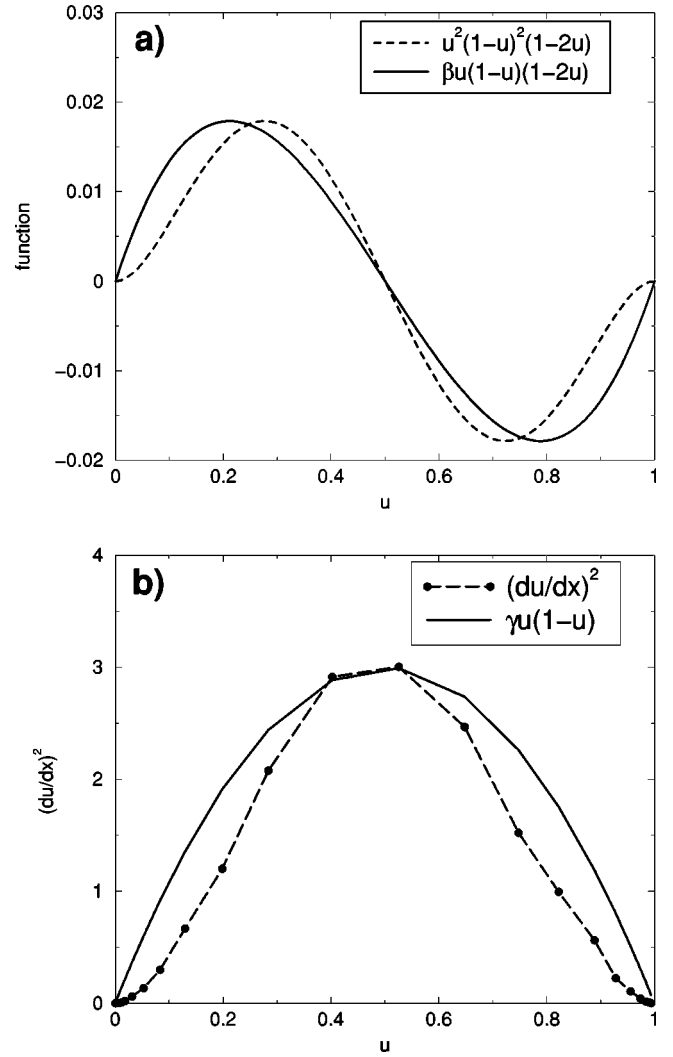 a)
u²(1−u)²(1−2u)
βu(1−u)(1−2u)
0.03
0.02
0.01
0
−0.01
−0.02
function
0 0.2 0.4 0.6 0.8 1
u
b)
(du/dx)²
γu(1−u)
4
3
2
1
0
(du/dx)²
0 0.2 0.4 0.6 0.8 1
u